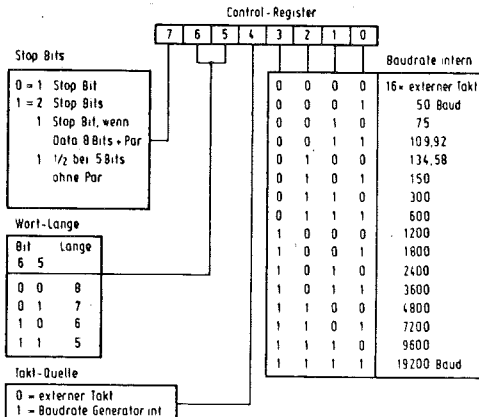 Control-Register
7 6 5 4 3 2 1 0
Stop Bits
0 = 1 Stop Bit
1 = 2 Stop Bits
1 Stop Bit, wenn
Data 8 Bits + Par
1 1/2 bei 5 Bits
ohne Par
Wort-Lange
Bit Lange
6 5
0 0 8
0 1 7
1 0 6
1 1 5
Takt-Quelle
0 = externer Takt
1 = Baudrate Generator int
Baudrate intern
0 0 0 0 16× externer Takt
0 0 0 1 50 Baud
0 0 1 0 75
0 0 1 1 109,92
0 1 0 0 134,58
0 1 0 1 150
0 1 1 0 300
0 1 1 1 600
1 0 0 0 1200
1 0 0 1 1800
1 0 1 0 2400
1 0 1 1 3600
1 1 0 0 4800
1 1 0 1 7200
1 1 1 0 9600
1 1 1 1 19200 Baud